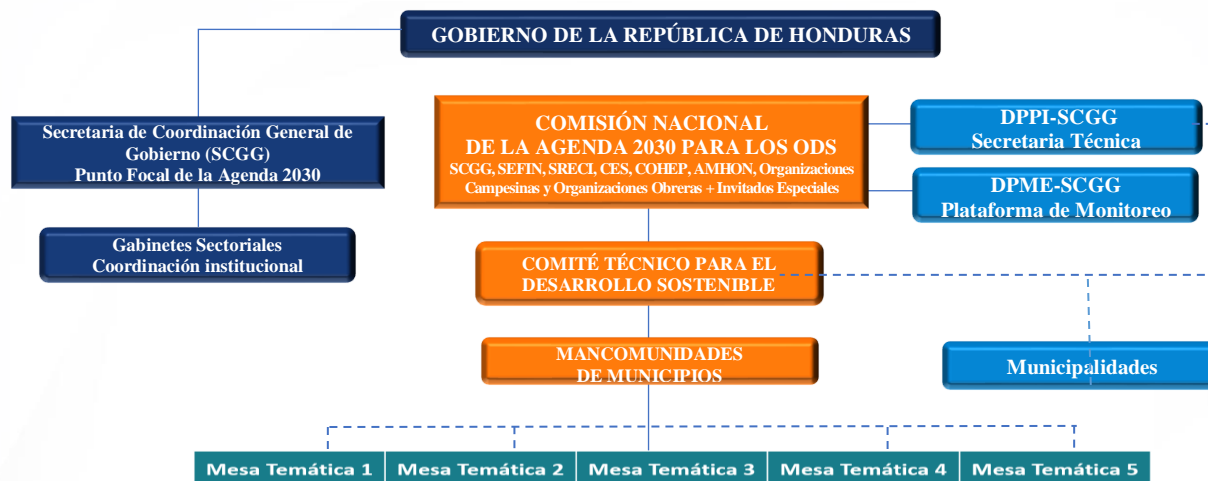 GOBIERNO DE LA REPÚBLICA DE HONDURAS
Secretaria de Coordinación General de
Gobierno (SCGG)
Punto Focal de la Agenda 2030
Gabinetes Sectoriales
Coordinación institucional
COMISIÓN NACIONAL
DE LA AGENDA 2030 PARA LOS ODS
SCGG, SEFIN, SRECI, CES, COHEP, AMHON, Organizaciones
Campesinas y Organizaciones Obreras + Invitados Especiales
DPPI-SCGG
Secretaria Técnica
DPME-SCGG
Plataforma de Monitoreo
COMITÉ TÉCNICO PARA EL
DESARROLLO SOSTENIBLE
MANCOMUNIDADES
DE MUNICIPIOS
Municipalidades
Mesa Temática 1
Mesa Temática 2
Mesa Temática 3
Mesa Temática 4
Mesa Temática 5